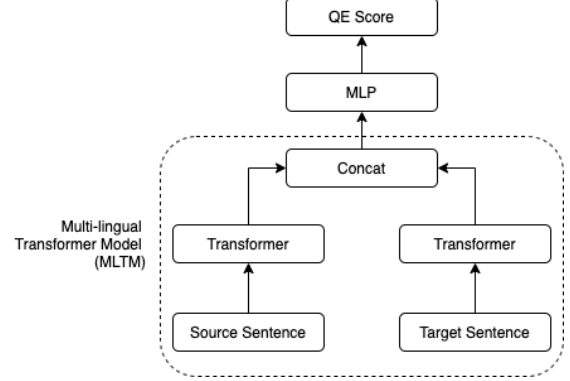 QE Score
MLP
Concat
Multi-lingual
Transformer Model
(MLTM)
Transformer
Transformer
Source Sentence
Target Sentence